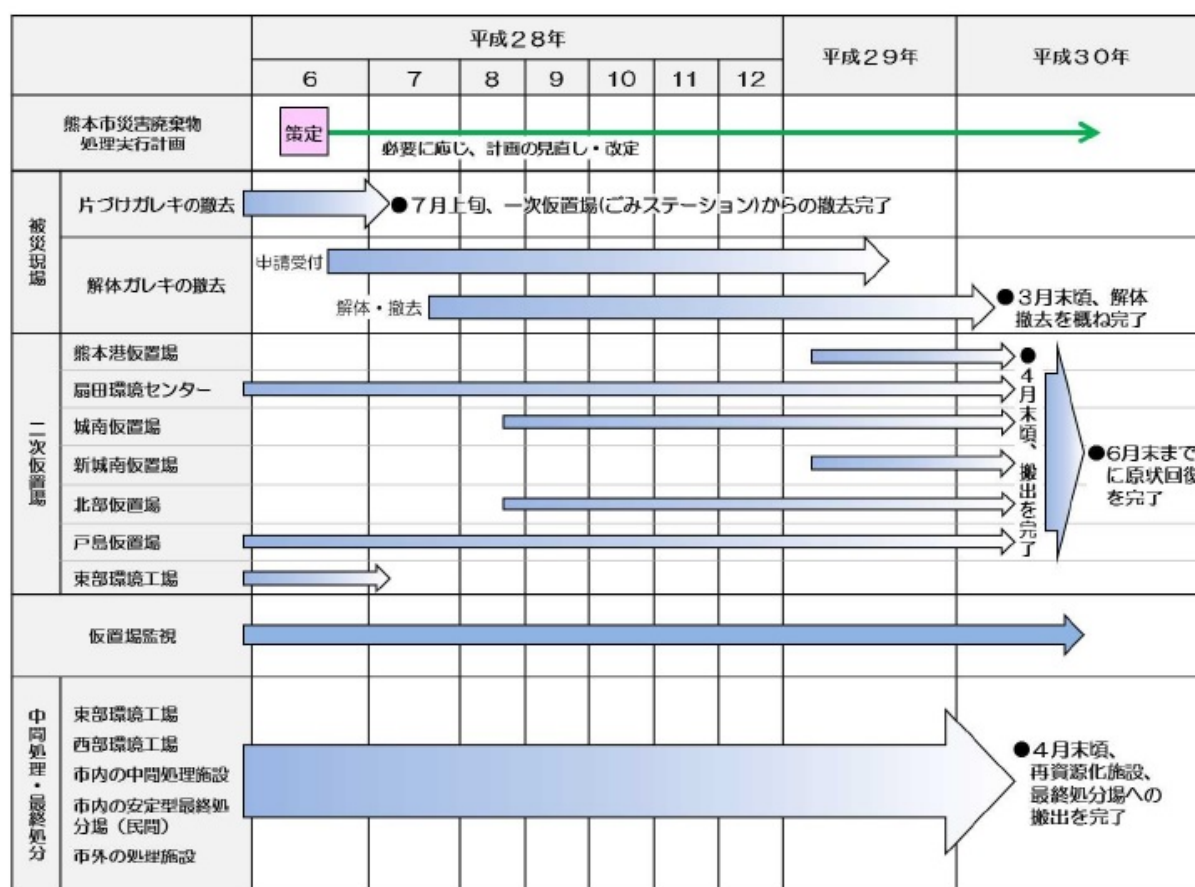 平成28年
平成29年
平成30年
6
7
8
9
10
11
12
熊本市災害廃棄物
処理実行計画
策定
必要に応じ、計画の見直し・改定
被災現場
片づけガレキの撤去
●7月上旬、一次仮置場(ごみステーション)からの撤去完了
解体ガレキの撤去
申請受付
解体・撤去
●3月末頃、解体
撤去を概ね完了
二次仮置場
熊本港仮置場
扇田環境センター
城南仮置場
新城南仮置場
北部仮置場
戸島仮置場
東部環境工場
●4月末頃、搬出を完了
●6月末まで
に原状回復
を完了
仮置場監視
中間処理・最終処分
東部環境工場
西部環境工場
市内の中間処理施設
市内の安定型最終処
分場（民間）
市外の処理施設
●4月末頃、
再資源化施設、
最終処分場への
搬出を完了